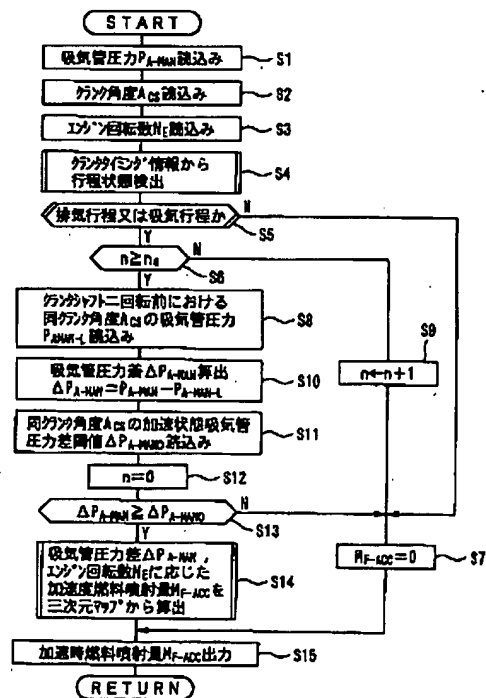 START
吸気管圧力PA-MAN読込み
S1
クランク角度ACS読込み
S2
エンジン回転数NE読込み
S3
クランクタイミング情報から
行程状態検出
S4
排気行程又は吸気行程か
N
S5
Y
n≧n0
N
S6
Y
クランクシャフト二回転前における
同クランク角度ACSの吸気管圧力
PAMAN-L読込み
S8
S9
n←n+1
吸気管圧力差ΔPA-MAN算出
ΔPA-MAN=PA-MAN-PA-MAN-L
S10
同クランク角度ACSの加速状態吸気管
圧力差閾値ΔPA-MAN0読込み
S11
n=0
S12
ΔPA-MAN≧ΔPA-MAN0
N
S13
Y
吸気管圧力差ΔPA-MAN,
エンジン回転数NEに応じた
加速度燃料噴射量MF-ACCを
三次元マップから算出
S14
MF-ACC=0
S7
加速時燃料噴射量MF-ACC出力
S15
RETURN